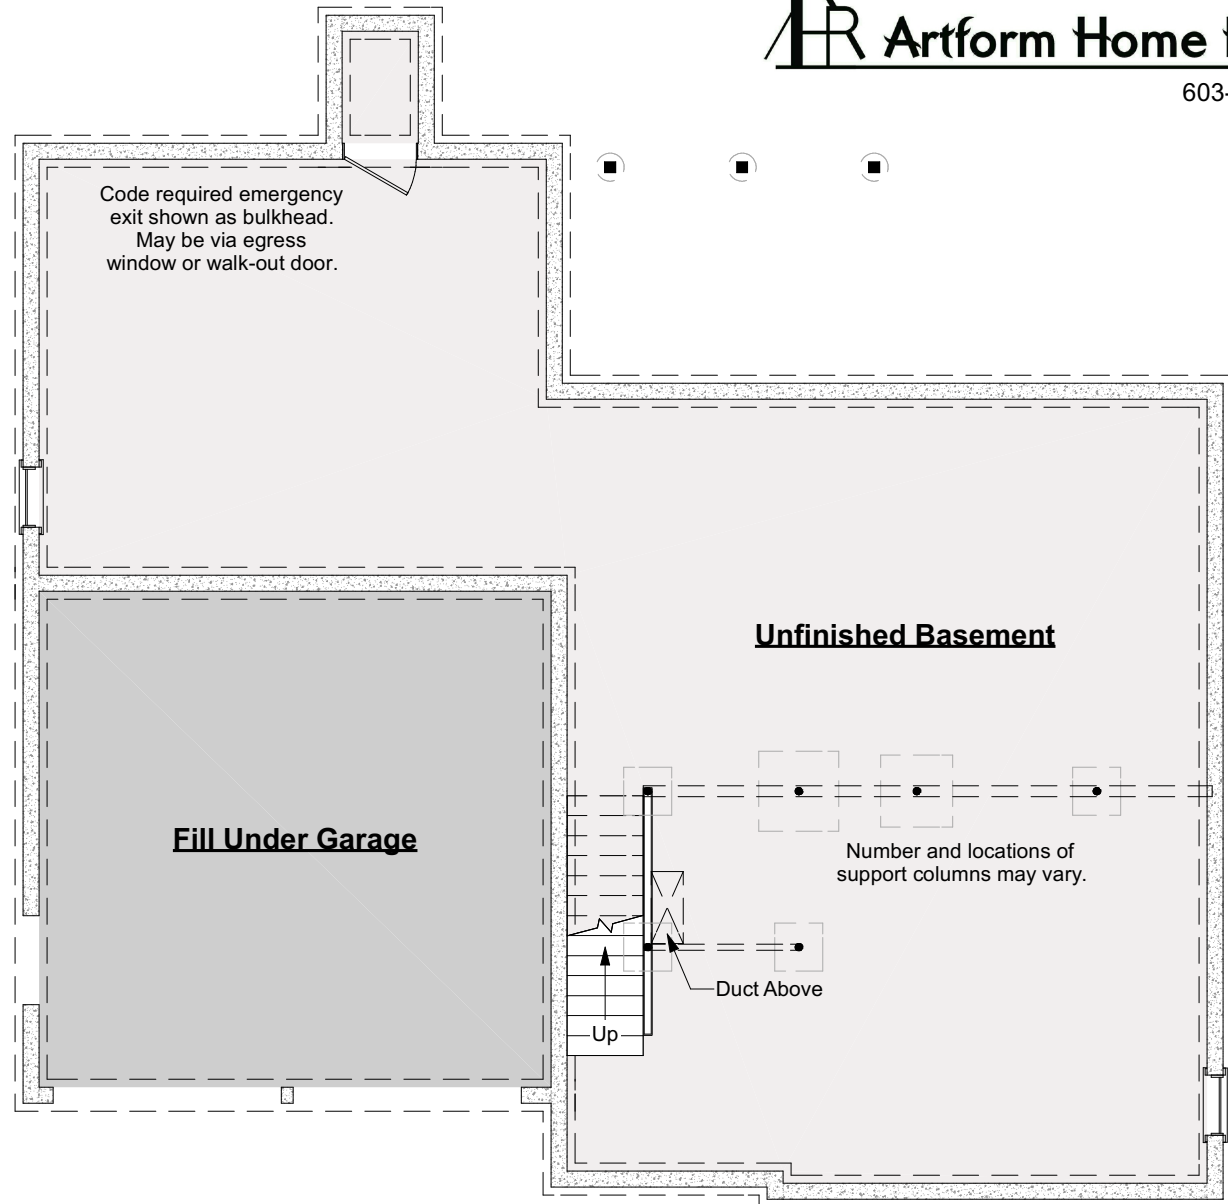 Artform Home
603-
Code required emergency
exit shown as bulkhead.
May be via egress
window or walk-out door.
Unfinished Basement
Fill Under Garage
Number and locations of
support columns may vary.
Duct Above
Up